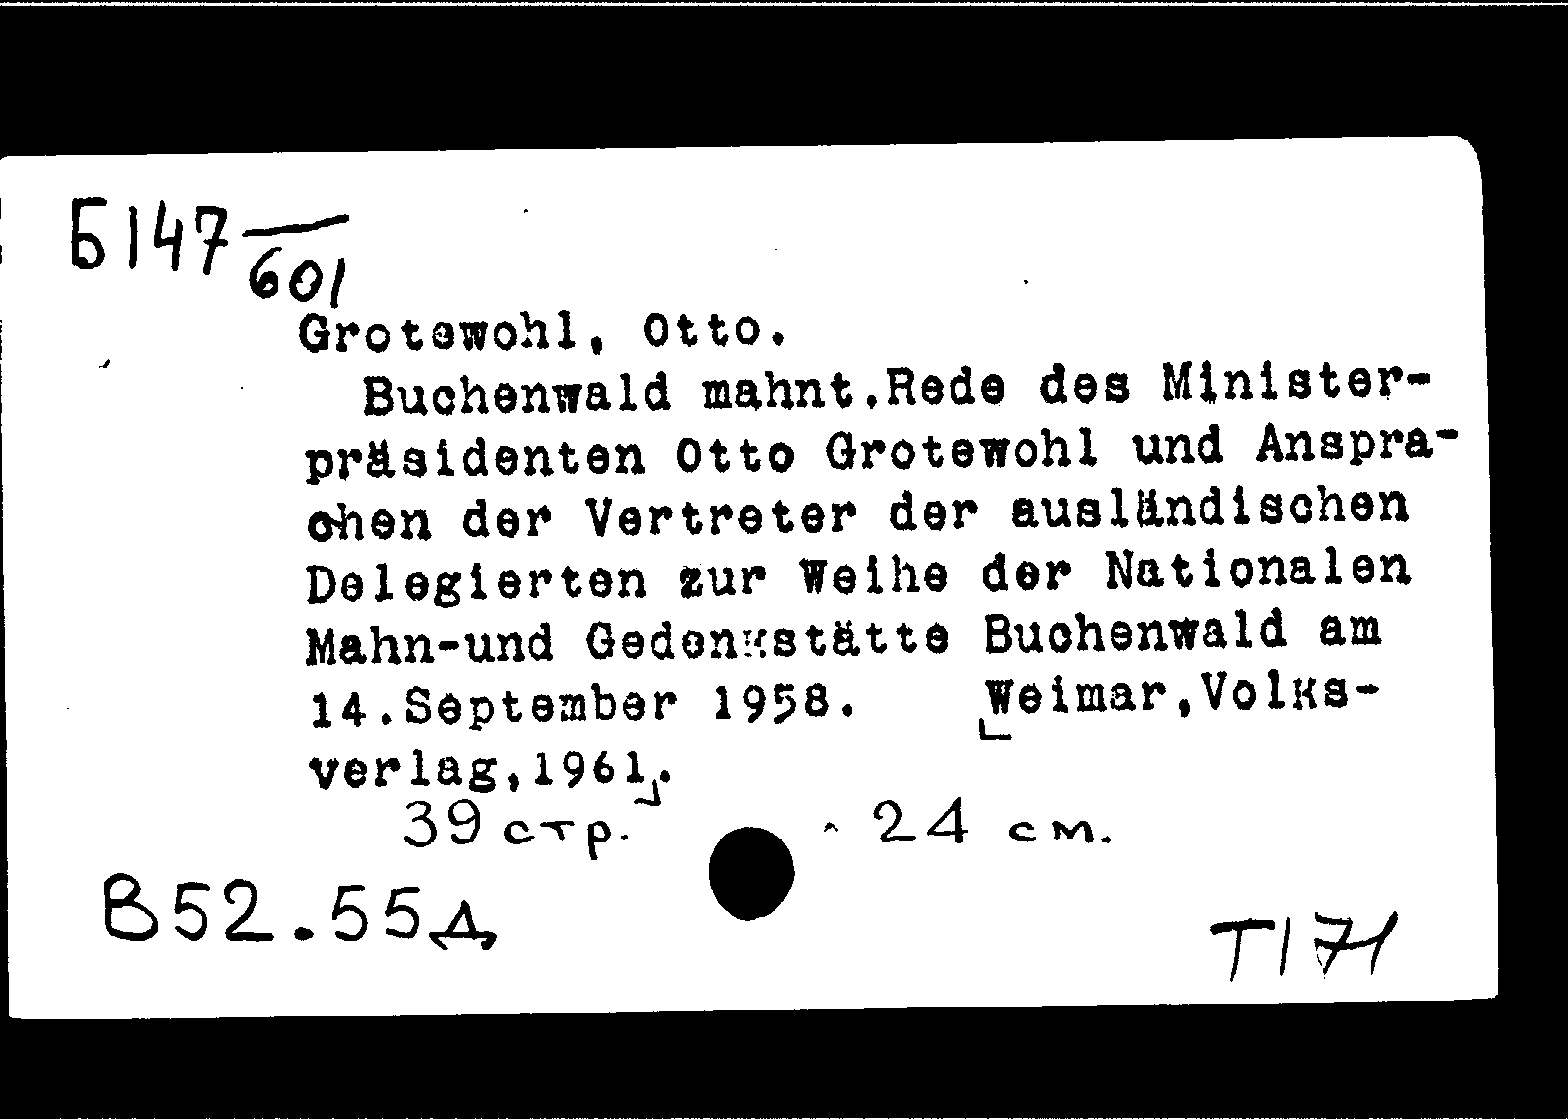 Б147/601
Grotewohl, Otto.
Buchenwald mahnt.Rede des Minister-
präsidenten Otto Grotewohl und Anspra-
chen der Vertreter der ausländischen
Delegierten zur Weihe der Nationalen
Mahn-und Gedenkstätte Buchenwald am
14.September 1958. [Weimar,Volks-
verlag,1961].
39 стр. 24 см.
В52.55д
Т171